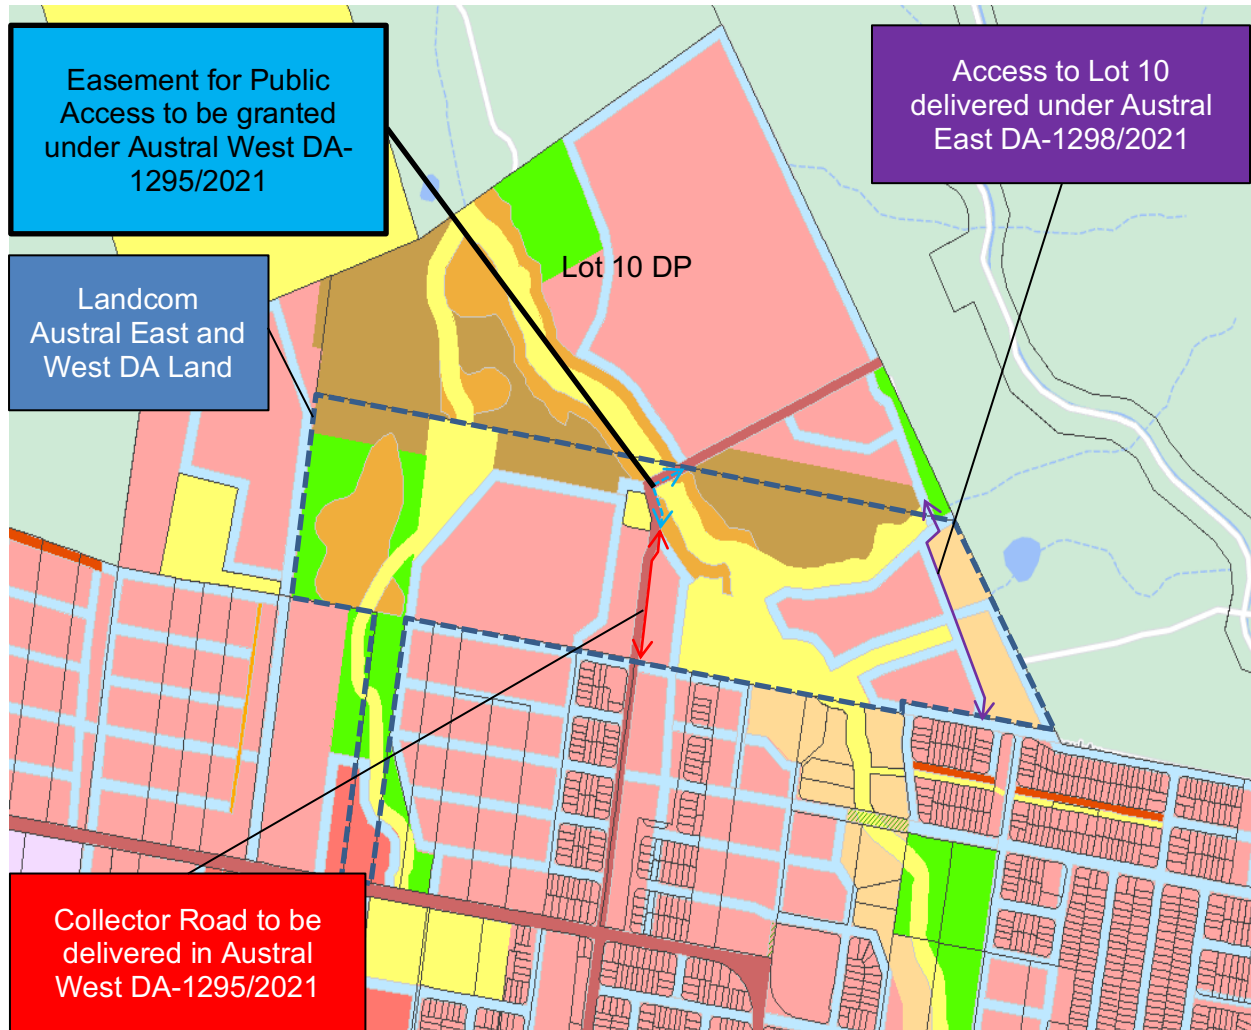 Easement for Public
Access to be granted
under Austral West DA-
1295/2021
Access to Lot 10
delivered under Austral
East DA-1298/2021
Lot 10 DP
Landcom
Austral East and
West DA Land
Collector Road to be
delivered in Austral
West DA-1295/2021